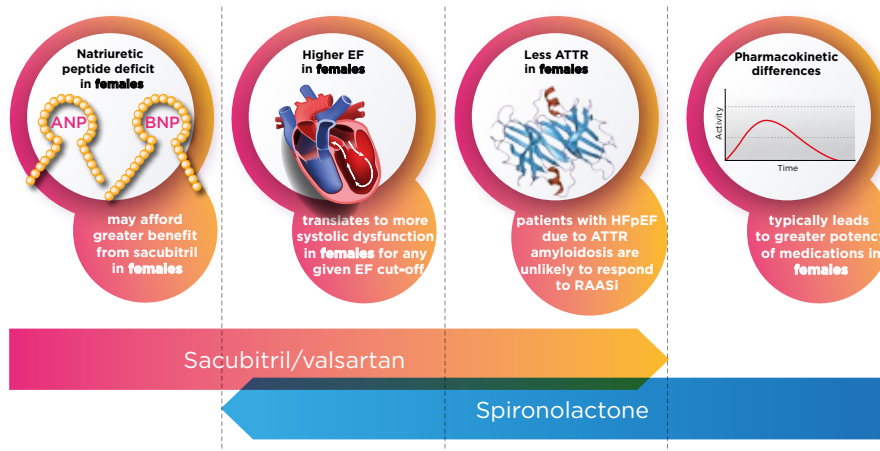 Natriuretic
peptide deficit
in females
ANP
BNP
may afford
greater benefit
from sacubitril
in females
Higher EF
in females
translates to more
systolic dysfunction
in females for any
given EF cut-off
Less ATTR
in females
patients with HFpEF
due to ATTR
amyloidosis are
unlikely to respond
to RAASi
Pharmacokinetic
differences
Activity
Time
typically leads
to greater potency
of medications in
females
Sacubitril/valsartan
Spironolactone